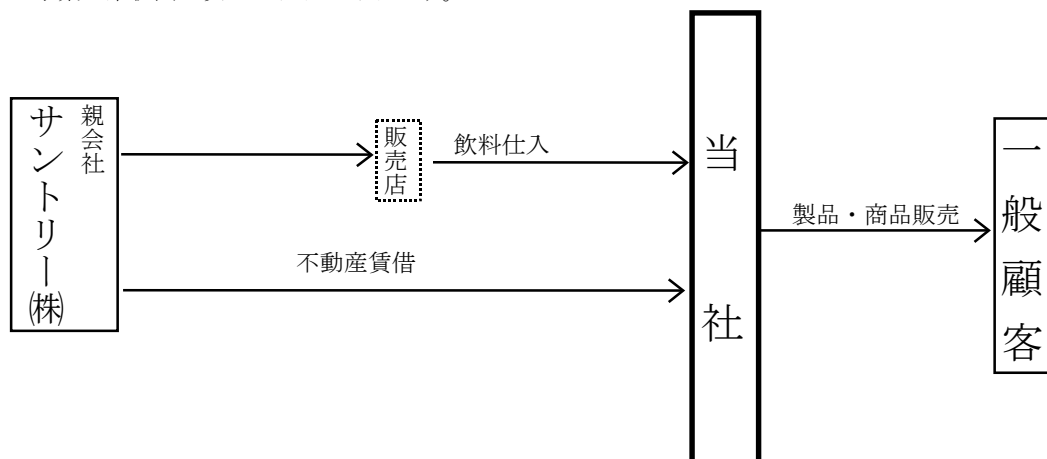 親会社
サントリー㈱
販売店
飲料仕入
不動産賃借
当社
製品・商品販売
一般顧客